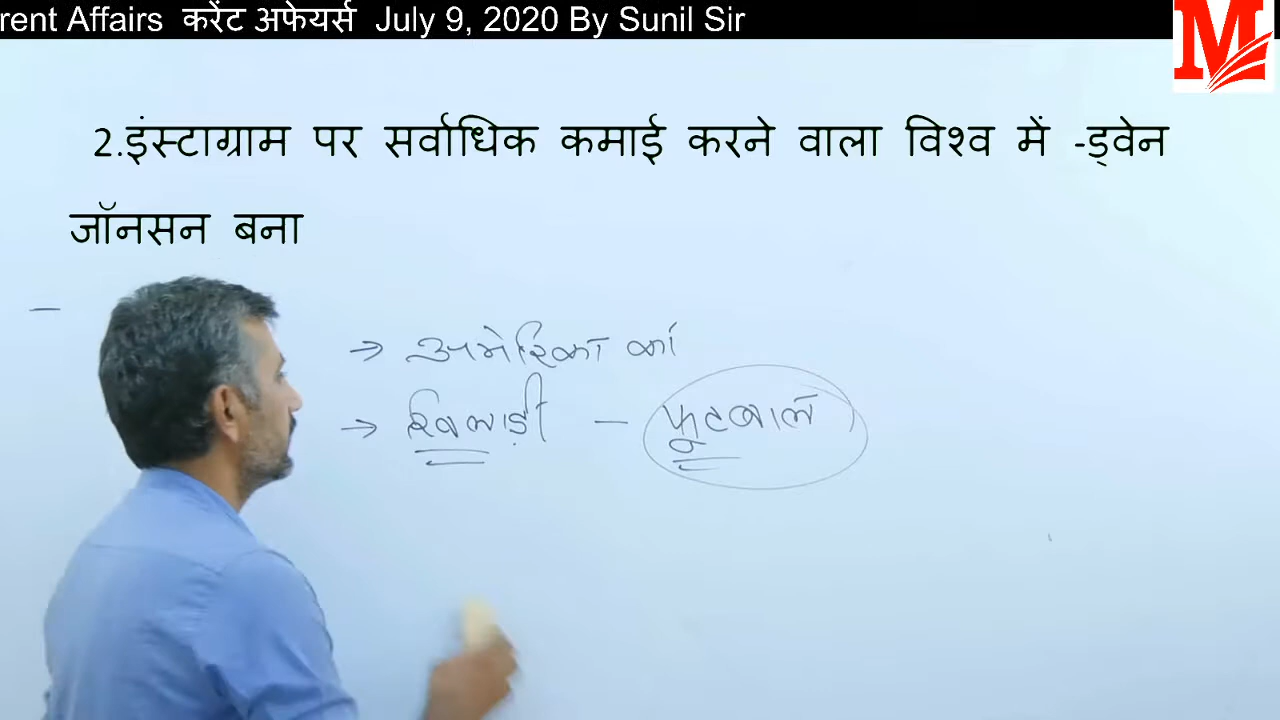 rent Affairs करेंट अफेयर्स July 9, 2020 By Sunil Sir
M
2.इंस्टाग्राम पर सर्वाधिक कमाई करने वाला विश्व में -ड्वेन
जॉनसन बना
→ अमेरिका का
→ खिलाड़ी - फूटबाल